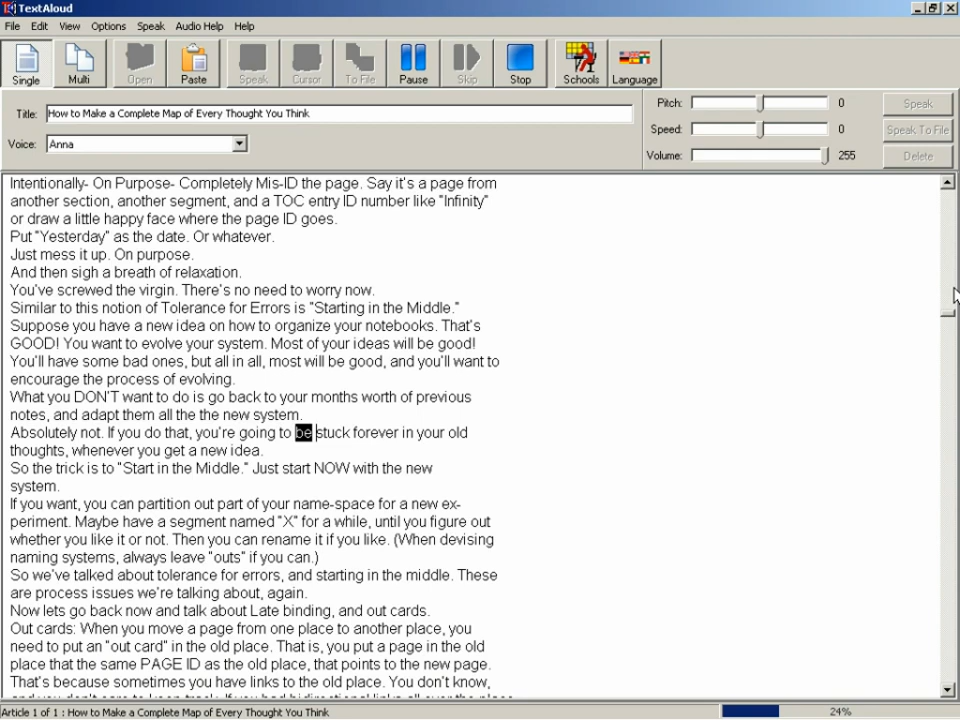 TextAloud
File Edit View Options Speak Audio Help Help
Single Multi Open Paste Speak Cursor To File Pause Skip Stop Schools Language
Title: How to Make a Complete Map of Every Thought You Think
Voice: Anna
Pitch: 0 Speak
Speed: 0 Speak To File
Volume: 255 Delete
Intentionally- On Purpose- Completely Mis-ID the page. Say it's a page from
another section, another segment, and a TOC entry ID number like "Infinity"
or draw a little happy face where the page ID goes.
Put "Yesterday" as the date. Or whatever.
Just mess it up. On purpose.
And then sigh a breath of relaxation.
You've screwed the virgin. There's no need to worry now.
Similar to this notion of Tolerance for Errors is "Starting in the Middle."
Suppose you have a new idea on how to organize your notebooks. That's
GOOD! You want to evolve your system. Most of your ideas will be good!
You'll have some bad ones, but all in all, most will be good, and you'll want to
encourage the process of evolving.
What you DON'T want to do is go back to your months worth of previous
notes, and adapt them all the the new system.
Absolutely not. If you do that, you're going to be stuck forever in your old
thoughts, whenever you get a new idea.
So the trick is to "Start in the Middle." Just start NOW with the new
system.
If you want, you can partition out part of your name-space for a new ex-
periment. Maybe have a segment named "X" for a while, until you figure out
whether you like it or not. Then you can rename it if you like. (When devising
naming systems, always leave "outs" if you can.)
So we've talked about tolerance for errors, and starting in the middle. These
are process issues we're talking about, again.
Now lets go back now and talk about Late binding, and out cards.
Out cards: When you move a page from one place to another place, you
need to put an "out card" in the old place. That is, you put a page in the old
place that the same PAGE ID as the old place, that points to the new page.
That's because sometimes you have links to the old place. You don't know,
and you don't care to keep track. If you had bidirectional links all over the place
Article 1 of 1 : How to Make a Complete Map of Every Thought You Think 24%